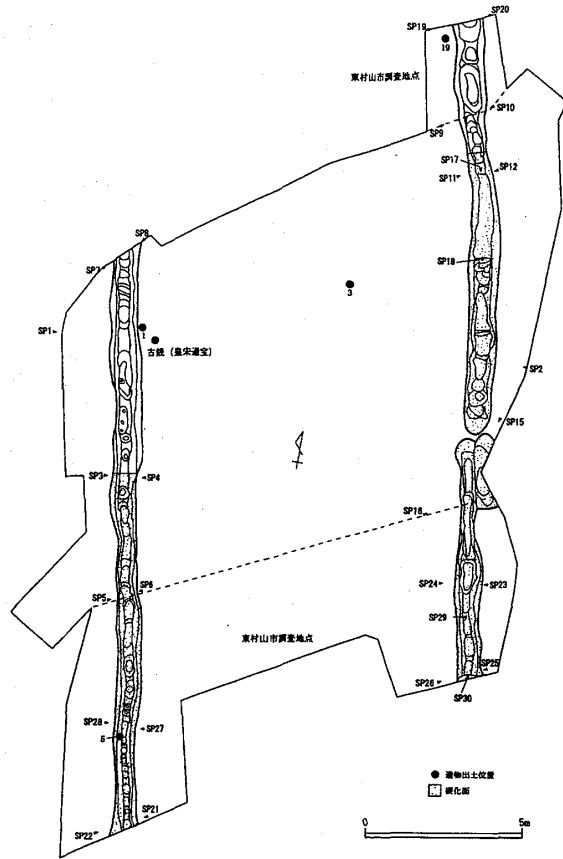 SP20
SP19
19
東村山市調査地点
SP10
SP9
SP17
SP12
SP11
SP8
SP7
SP18
3
SP1
1
古銭(皇宋通宝)
SP2
SP15
SP3
SP4
SP16
SP6
SP5
SP24
SP23
SP29
東村山市調査地点
SP25
SP26
SP30
SP28
SP27
5
遺物出土位置
硬化面
SP21
SP22
0
5m